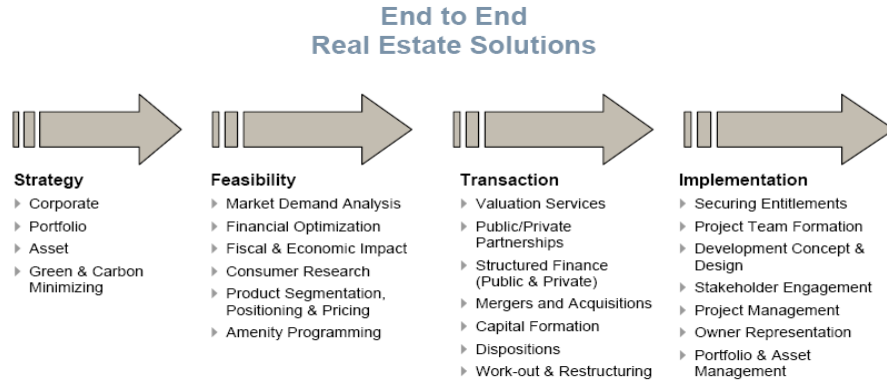 End to End
Real Estate Solutions
Strategy
Corporate
Portfolio
Asset
Green & Carbon
Minimizing
Feasibility
Market Demand Analysis
Financial Optimization
Fiscal & Economic Impact
Consumer Research
Product Segmentation,
Positioning & Pricing
Amenity Programming
Transaction
Valuation Services
Public/Private
Partnerships
Structured Finance
(Public & Private)
Mergers and Acquisitions
Capital Formation
Dispositions
Work-out & Restructuring
Implementation
Securing Entitlements
Project Team Formation
Development Concept &
Design
Stakeholder Engagement
Project Management
Owner Representation
Portfolio & Asset
Management